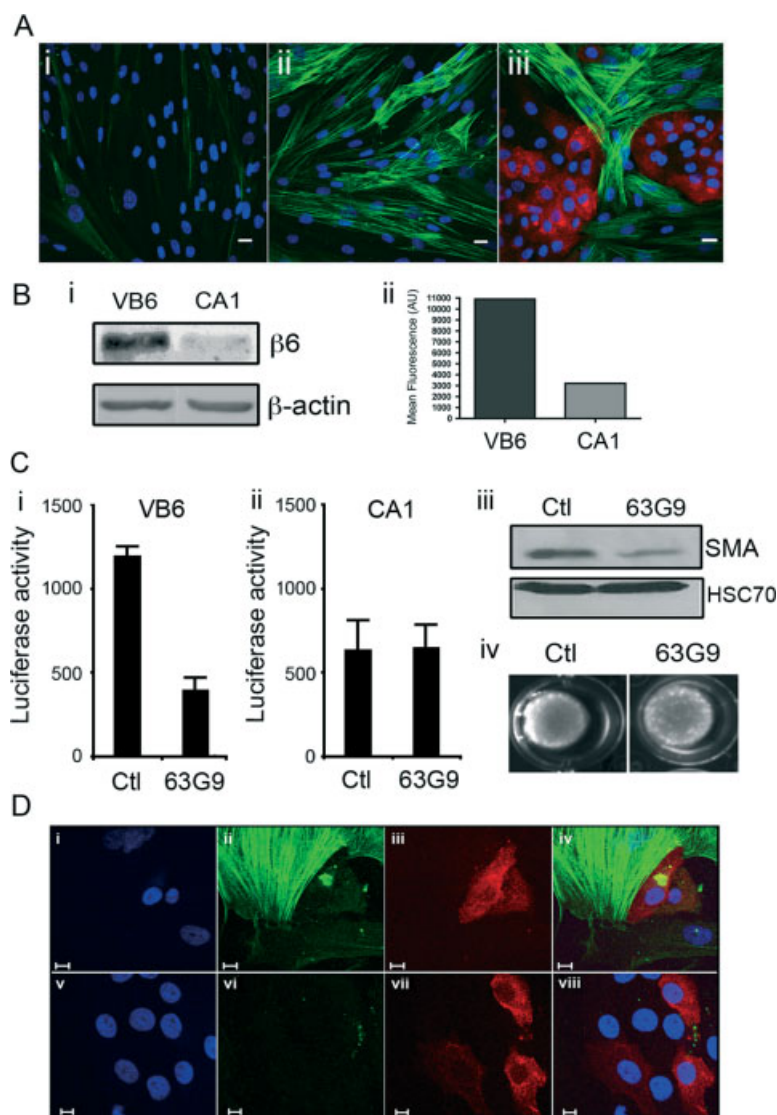 A
i ii iii
B
i
VB6 CA1
β6
β-actin
ii
Mean Fluorescence (AU)
11000
10000
9000
8000
7000
6000
5000
4000
3000
2000
1000
0
VB6 CA1
C
i
VB6
Luciferase activity
1500
1000
500
0
Ctl 63G9
ii
CA1
Luciferase activity
1500
1000
500
0
Ctl 63G9
iii
Ctl 63G9
SMA
HSC70
iv
Ctl 63G9
D
i ii iii iv
v vi vii viii